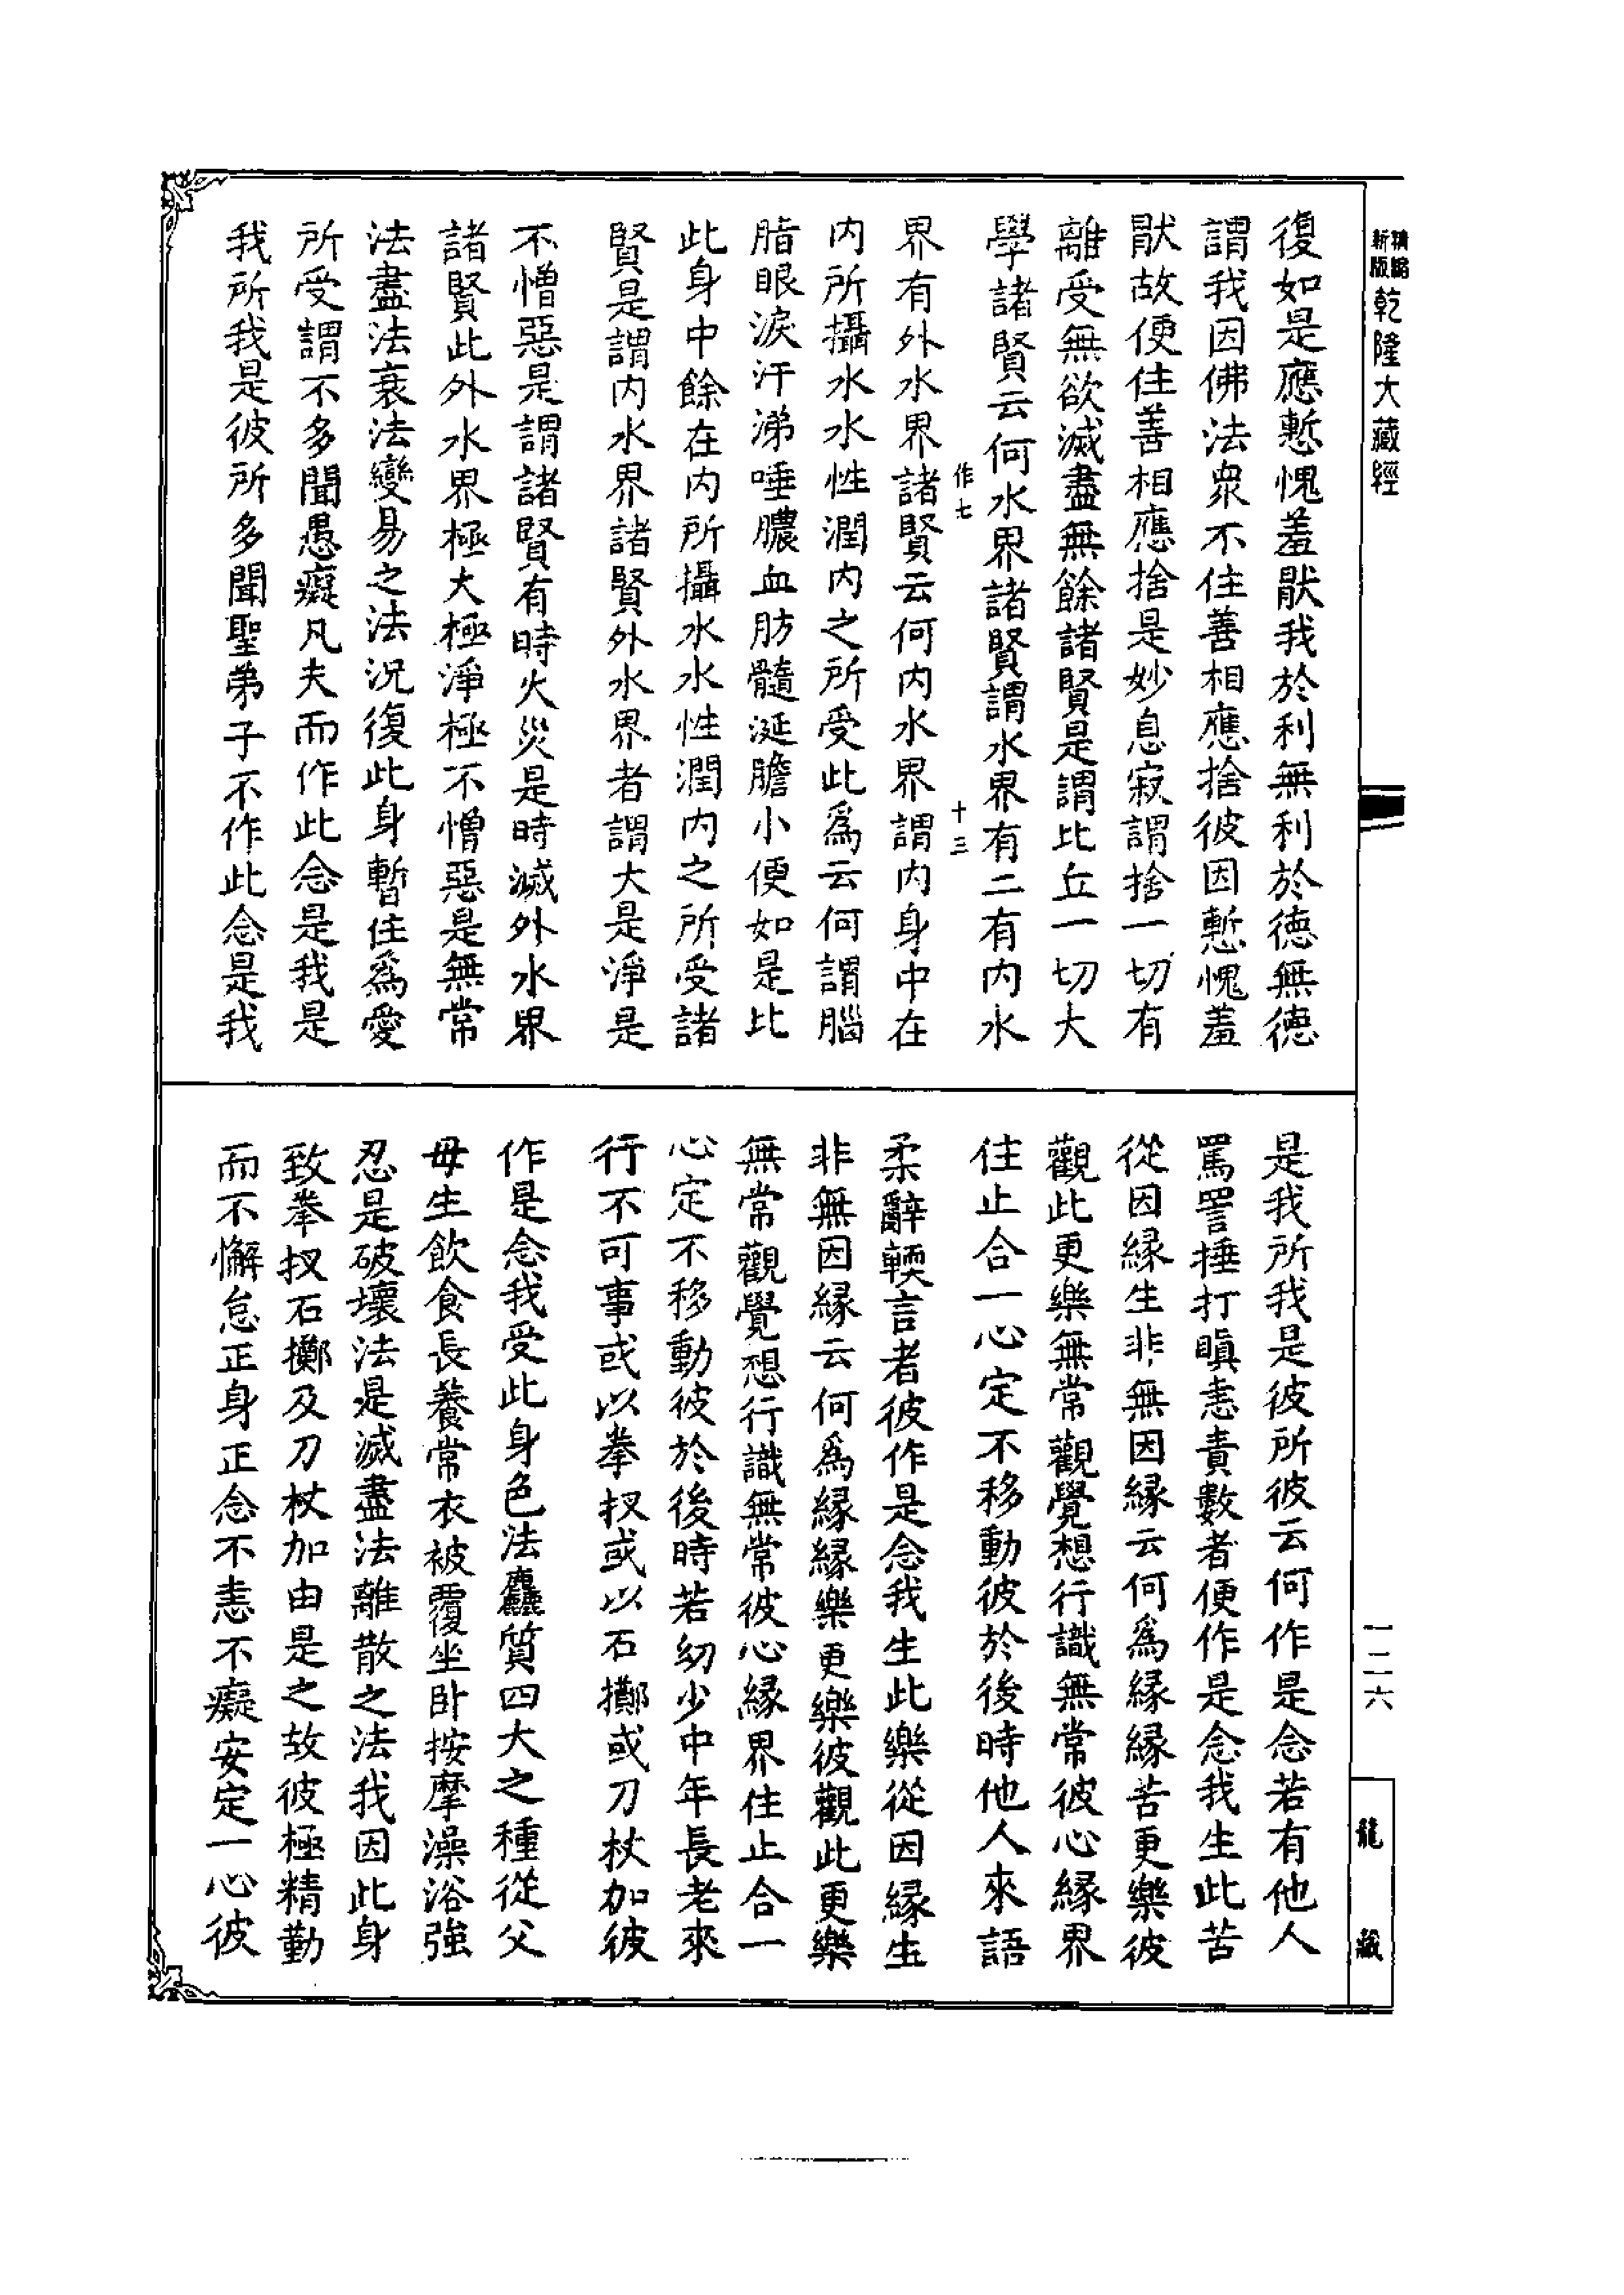 精縮
新版
乾隆大藏經
復如是應慙愧羞猒我於利無利於徳無徳
謂我因佛法衆不住善相應捨彼因慙愧羞
猒故便住善相應捨是妙息寂謂捨一切有
離受無欲滅盡無餘諸賢是謂比丘一切大
學諸賢云何水界諸賢謂水界有二有内水
作七 十三
界有外水界諸賢云何内水界謂内身中在
内所攝水水性潤内之所受此爲云何謂腦
脂眼淚汗涕唾膿血肪髓涎膽小便如是比
此身中餘在内所攝水水性潤内之所受諸
賢是謂内水界諸賢外水界者謂大是淨是
不憎惡是謂諸賢有時火災是時滅外水界
諸賢此外水界極大極淨極不憎惡是無常
法盡法衰法變易之法況復此身暫住爲愛
所受謂不多聞愚癡凡夫而作此念是我是
我所我是彼所多聞聖弟子不作此念是我
是我所我是彼所彼云何作是念若有他人
罵詈捶打瞋恚責數者便作是念我生此苦
從因縁生非無因縁云何爲縁縁苦更樂彼
觀此更樂無常觀覺想行識無常彼心縁界
住止合一心定不移動彼於後時他人來語
柔辭輭言者彼作是念我生此樂從因縁生
非無因縁云何爲縁縁樂更樂彼觀此更樂
無常觀覺想行識無常彼心縁界住止合一
心定不移動彼於後時若幼少中年長老來
行不可事或以拳扠或以石擲或刀杖加彼
作是念我受此身色法麤質四大之種從父
母生飲食長養常衣被覆坐卧按摩澡浴強
忍是破壞法是滅盡法離散之法我因此身
致拳扠石擲及刀杖加由是之故彼極精勤
而不懈怠正身正念不恚不癡安定一心彼
一二六
龍藏